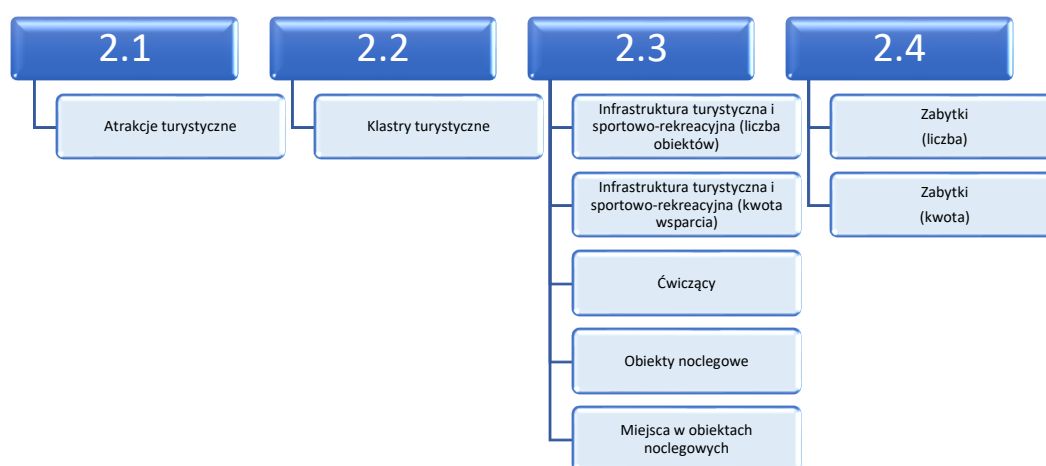 2.1
Atrakcje turystyczne
2.2
Klastry turystyczne
2.3
Infrastruktura turystyczna i
sportowo-rekreacyjna (liczba
obiektów)
Infrastruktura turystyczna i
sportowo-rekreacyjna (kwota
wsparcia)
Ćwiczący
Obiekty noclegowe
Miejsca w obiektach
noclegowych
2.4
Zabytki
(liczba)
Zabytki
(kwota)